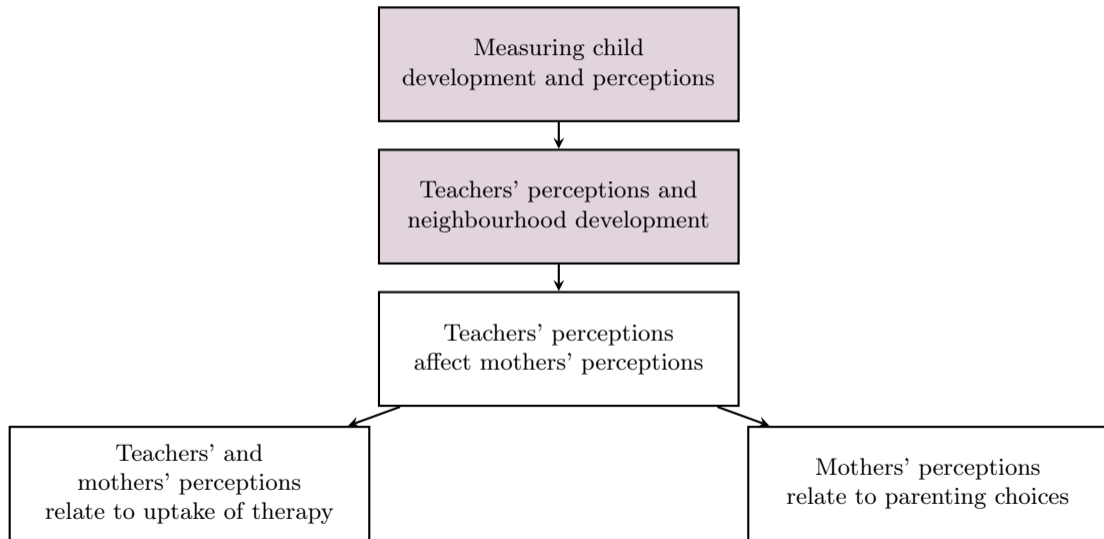 Measuring child
development and perceptions
Teachers’ perceptions and
neighbourhood development
Teachers’ perceptions
affect mothers’ perceptions
Teachers’ and
mothers’ perceptions
relate to uptake of therapy
Mothers’ perceptions
relate to parenting choices